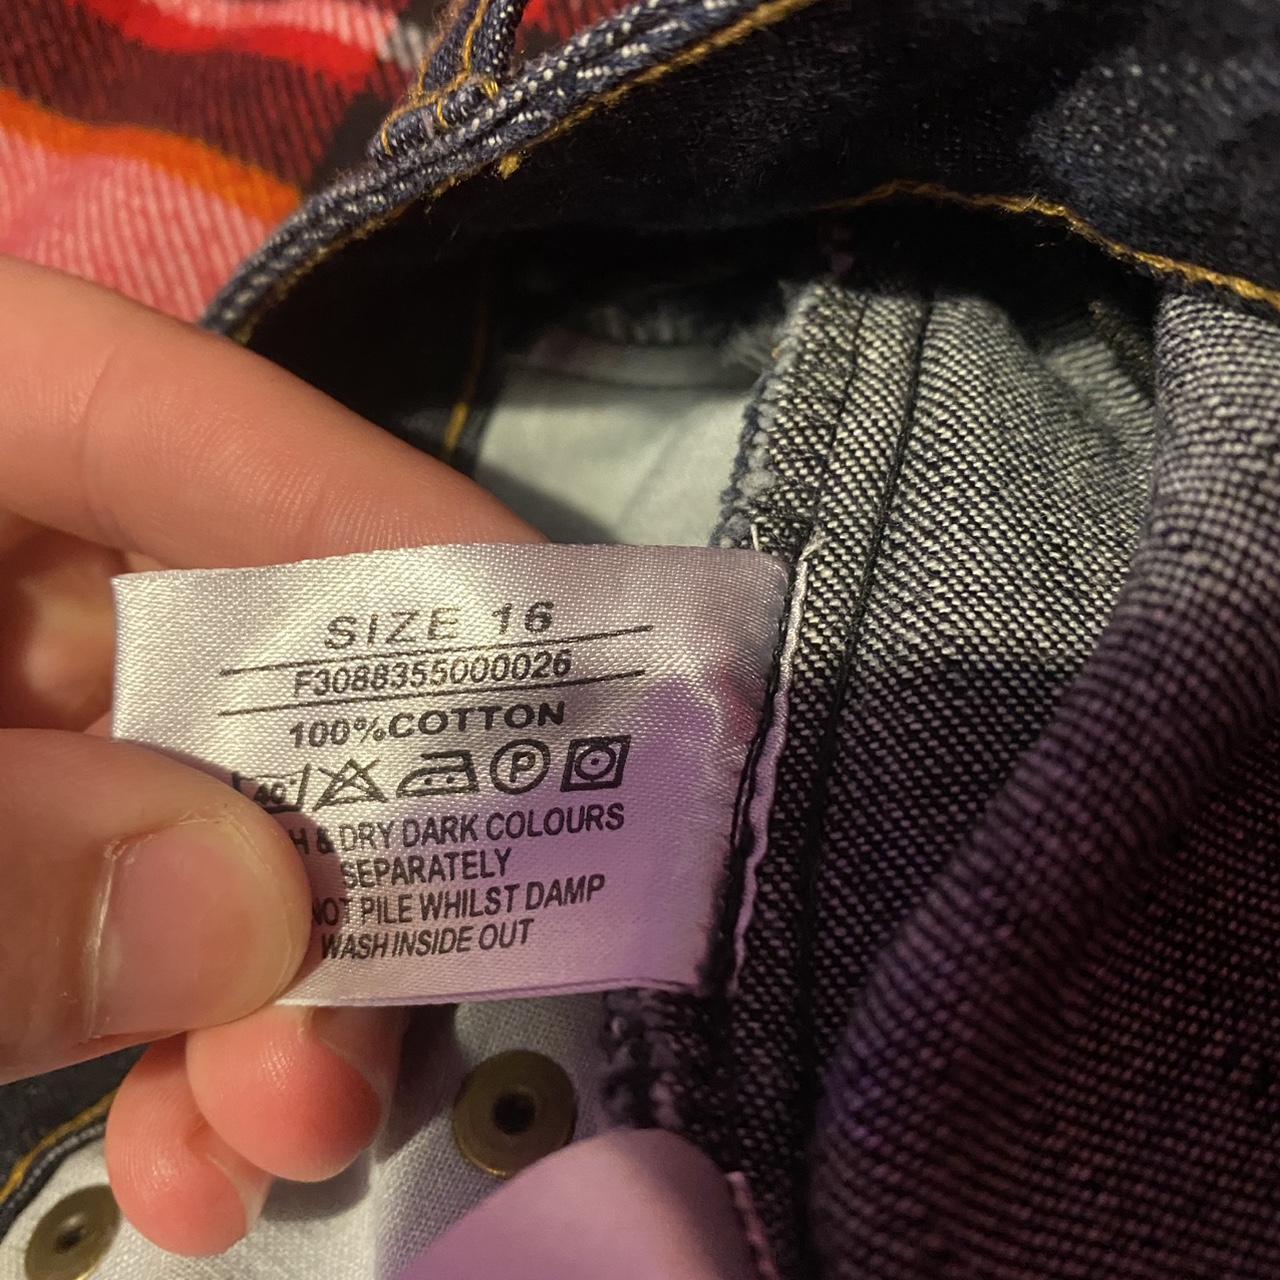 SIZE 16
F3088355000026
100%COTTON
40°
P
& DRY DARK COLOURS
SEPARATELY
NOT PILE WHILST DAMP
WASH INSIDE OUT